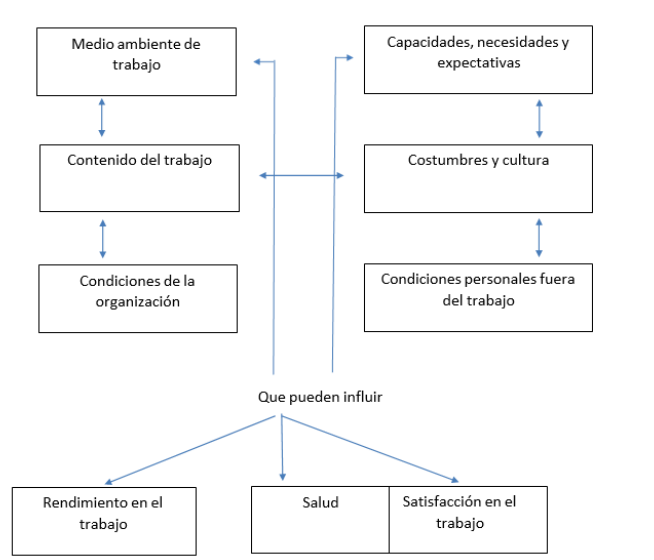 Medio ambiente de
trabajo
Capacidades, necesidades y
expectativas
Contenido del trabajo
Costumbres y cultura
Condiciones de la
organización
Condiciones personales fuera
del trabajo
Que pueden influir
Rendimiento en el
trabajo
Salud
Satisfacción en el
trabajo